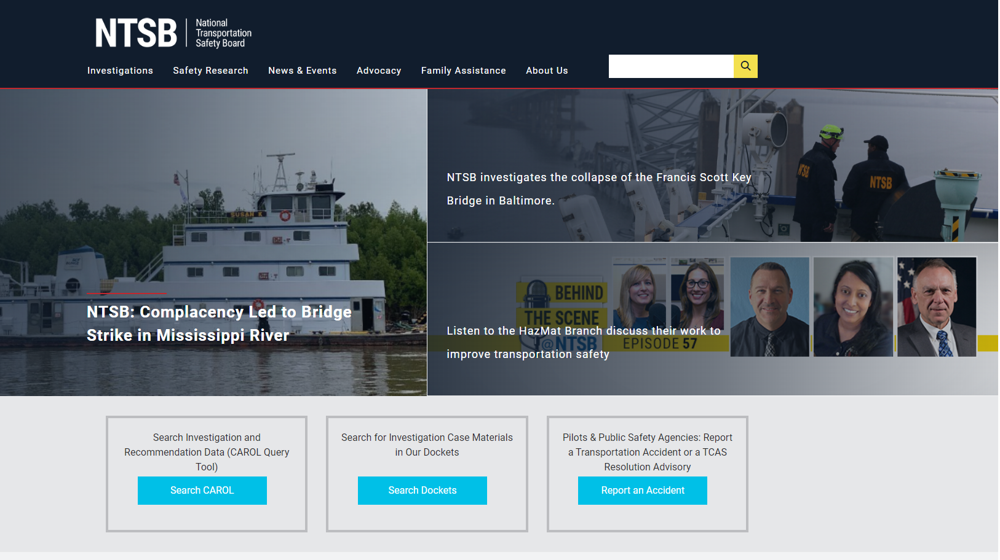 NTSB
National
Transportation
Safety Board
Investigations
Safety Research
News & Events
Advocacy
Family Assistance
About Us
SUSAN K
NTSB: Complacency Led to Bridge
Strike in Mississippi River
NTSB investigates the collapse of the Francis Scott Key
Bridge in Baltimore.
NTSB
NTSB
BEHIND
THE SCENE
@NTSB
EPISODE 57
Listen to the HazMat Branch discuss their work to
improve transportation safety
Search Investigation and
Recommendation Data (CAROL Query
Tool)
Search CAROL
Search for Investigation Case Materials
in Our Dockets
Search Dockets
Pilots & Public Safety Agencies: Report
a Transportation Accident or a TCAS
Resolution Advisory
Report an Accident